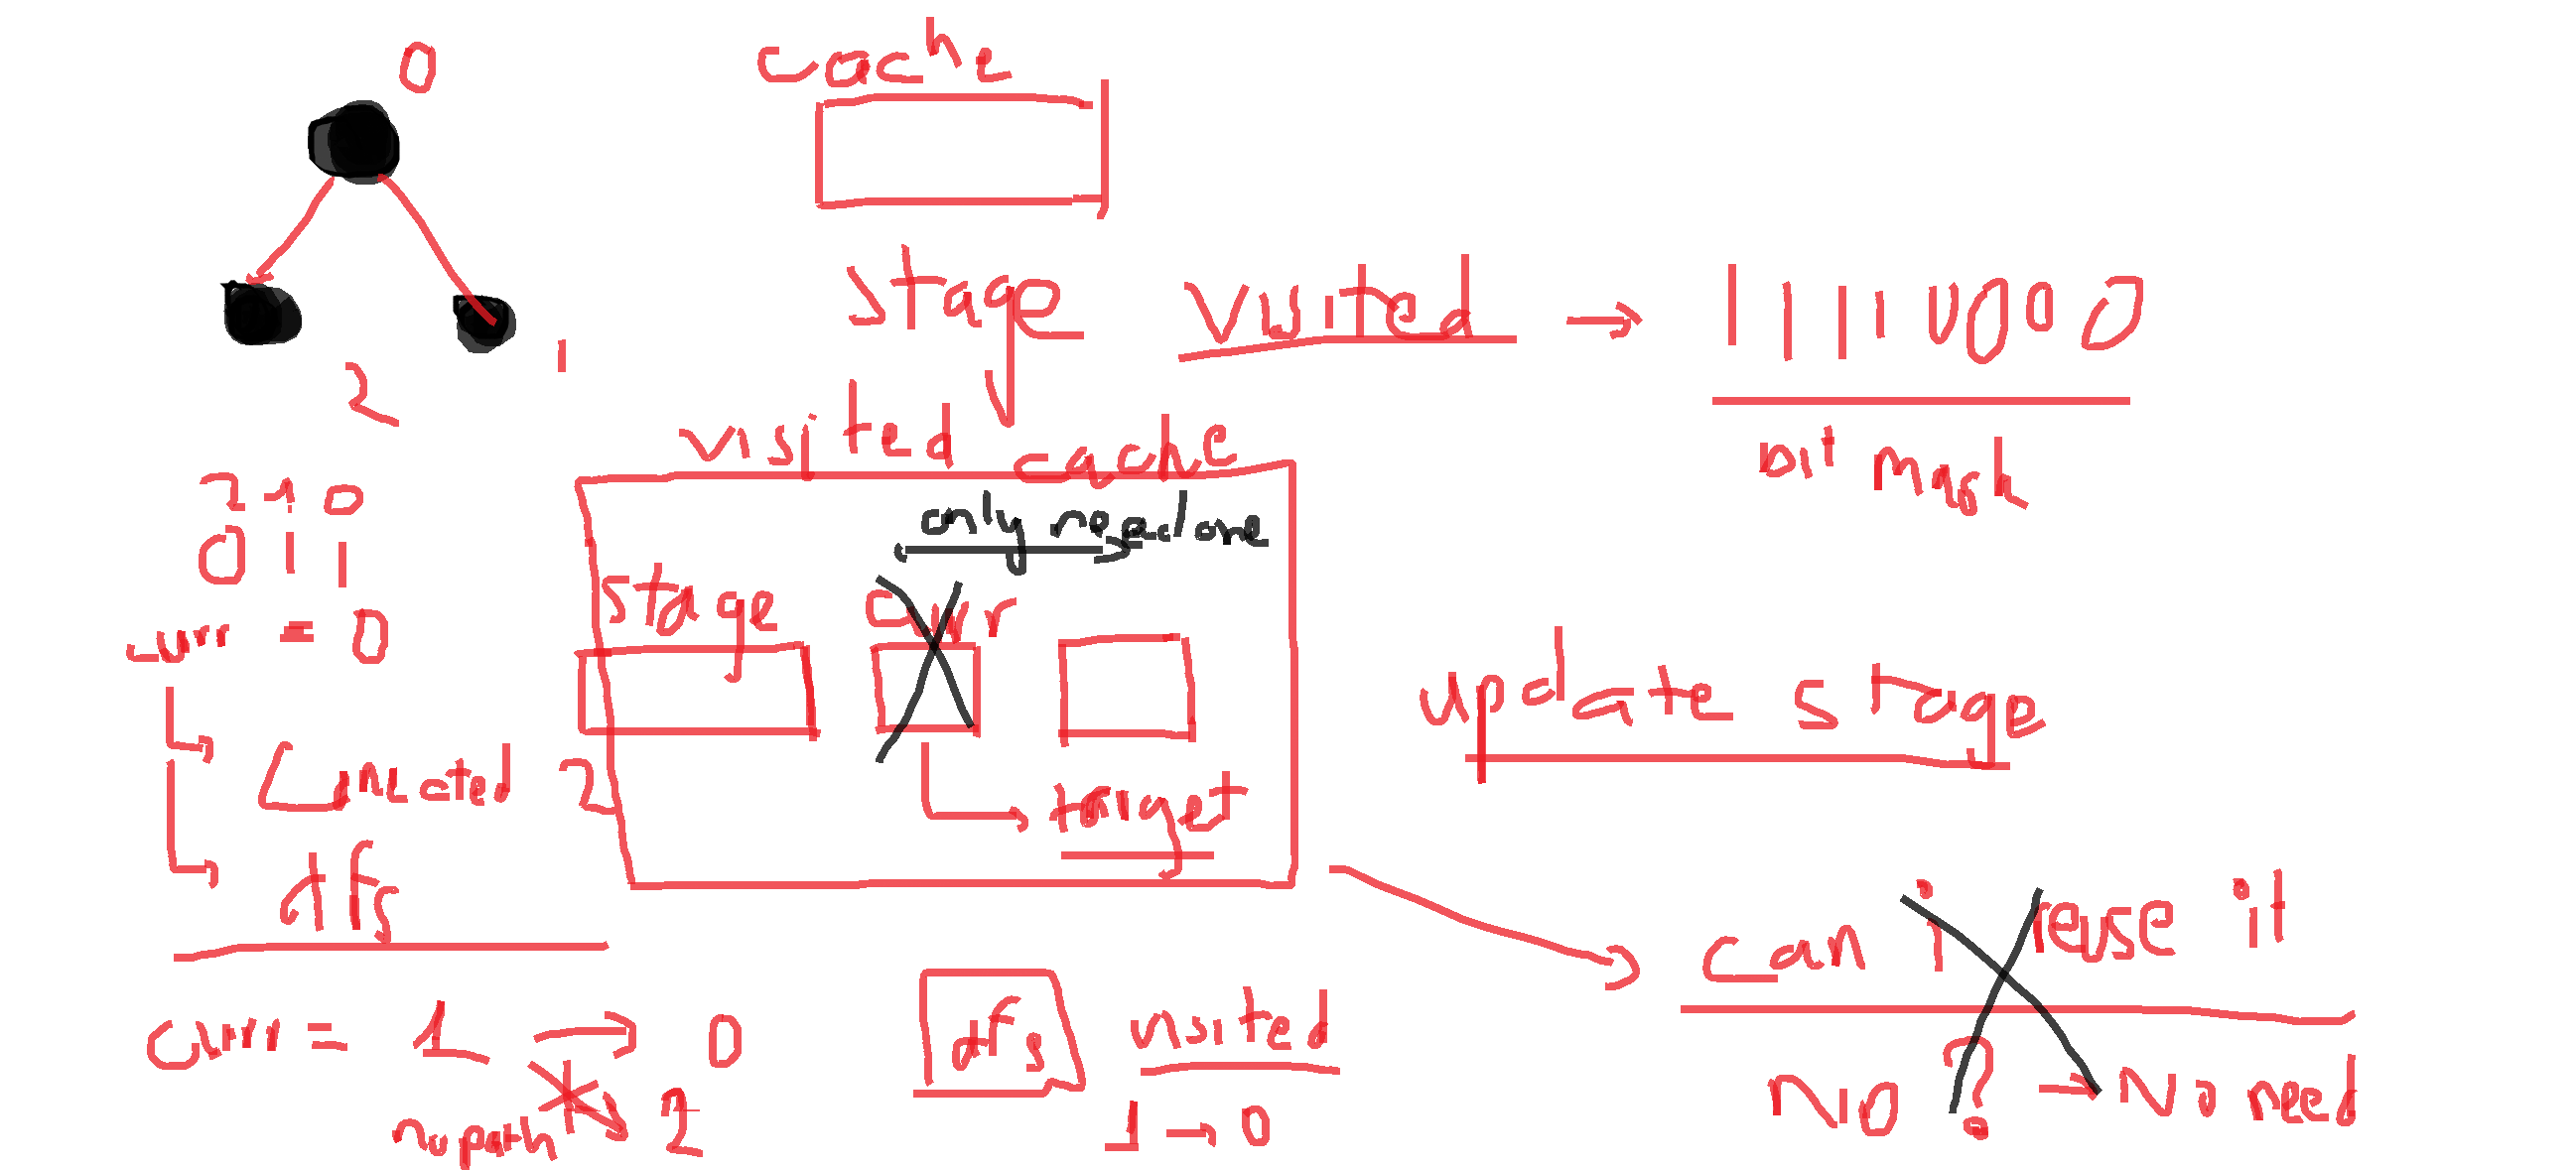 0
cache
stage
visited → 11110000
bit mask
2
1
visited cache
only need one
2 1 0
0 1 1
stage
curr
curr = 0
update stage
connected 2
target
dfs
can i reuse it
curr = 1 → 0
no path
2
dfs
visited
1 → 0
NO ? → No need